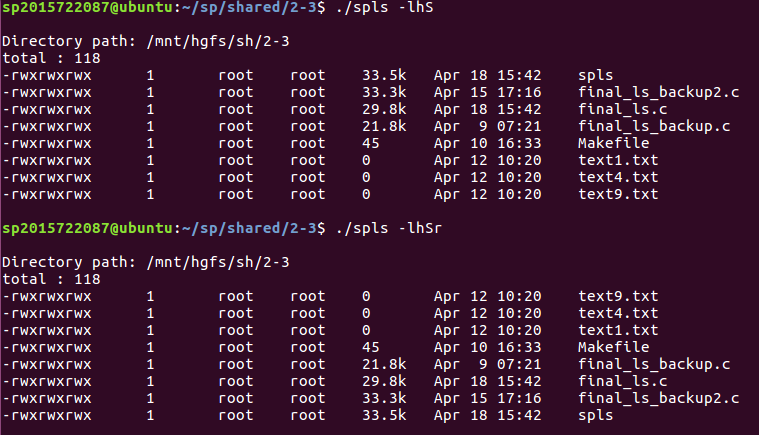 sp2015722087@ubuntu:~/sp/shared/2-3$ ./spls -lhS
Directory path: /mnt/hgfs/sh/2-3
total : 118
-rwxrwxrwx 1 root root 33.5k Apr 18 15:42 spls
-rwxrwxrwx 1 root root 33.3k Apr 15 17:16 final_ls_backup2.c
-rwxrwxrwx 1 root root 29.8k Apr 18 15:42 final_ls.c
-rwxrwxrwx 1 root root 21.8k Apr 9 07:21 final_ls_backup.c
-rwxrwxrwx 1 root root 45 Apr 10 16:33 Makefile
-rwxrwxrwx 1 root root 0 Apr 12 10:20 text1.txt
-rwxrwxrwx 1 root root 0 Apr 12 10:20 text4.txt
-rwxrwxrwx 1 root root 0 Apr 12 10:20 text9.txt
sp2015722087@ubuntu:~/sp/shared/2-3$ ./spls -lhSr
Directory path: /mnt/hgfs/sh/2-3
total : 118
-rwxrwxrwx 1 root root 0 Apr 12 10:20 text9.txt
-rwxrwxrwx 1 root root 0 Apr 12 10:20 text4.txt
-rwxrwxrwx 1 root root 0 Apr 12 10:20 text1.txt
-rwxrwxrwx 1 root root 45 Apr 10 16:33 Makefile
-rwxrwxrwx 1 root root 21.8k Apr 9 07:21 final_ls_backup.c
-rwxrwxrwx 1 root root 29.8k Apr 18 15:42 final_ls.c
-rwxrwxrwx 1 root root 33.3k Apr 15 17:16 final_ls_backup2.c
-rwxrwxrwx 1 root root 33.5k Apr 18 15:42 spls